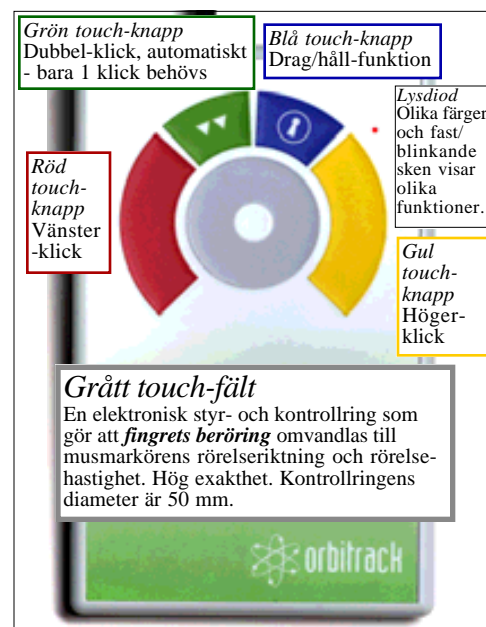 Grön touch-knapp
Dubbel-klick, automatiskt
- bara 1 klick behövs
Blå touch-knapp
Drag/håll-funktion
Lysdiod
Olika färger
och fast/
blinkande
sken visar
olika
funktioner.
Röd
touch-
knapp
Vänster
-klick
Gul
touch-
knapp
Höger-
klick
Grått touch-fält
En elektronisk styr- och kontrollring som
gör att fingrets beröring omvandlas till
musmarkörens rörelseriktning och rörelse-
hastighet. Hög exakthet. Kontrollringens
diameter är 50 mm.
orbitrack